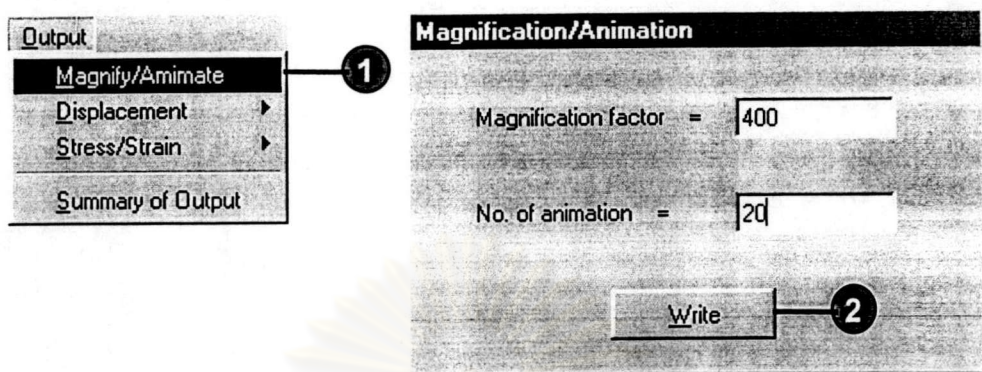 Output
Magnify/Amimate
Displacement
Stress/Strain
Summary of Output
1
Magnification/Animation
Magnification factor = 400
No. of animation = 20
Write
2